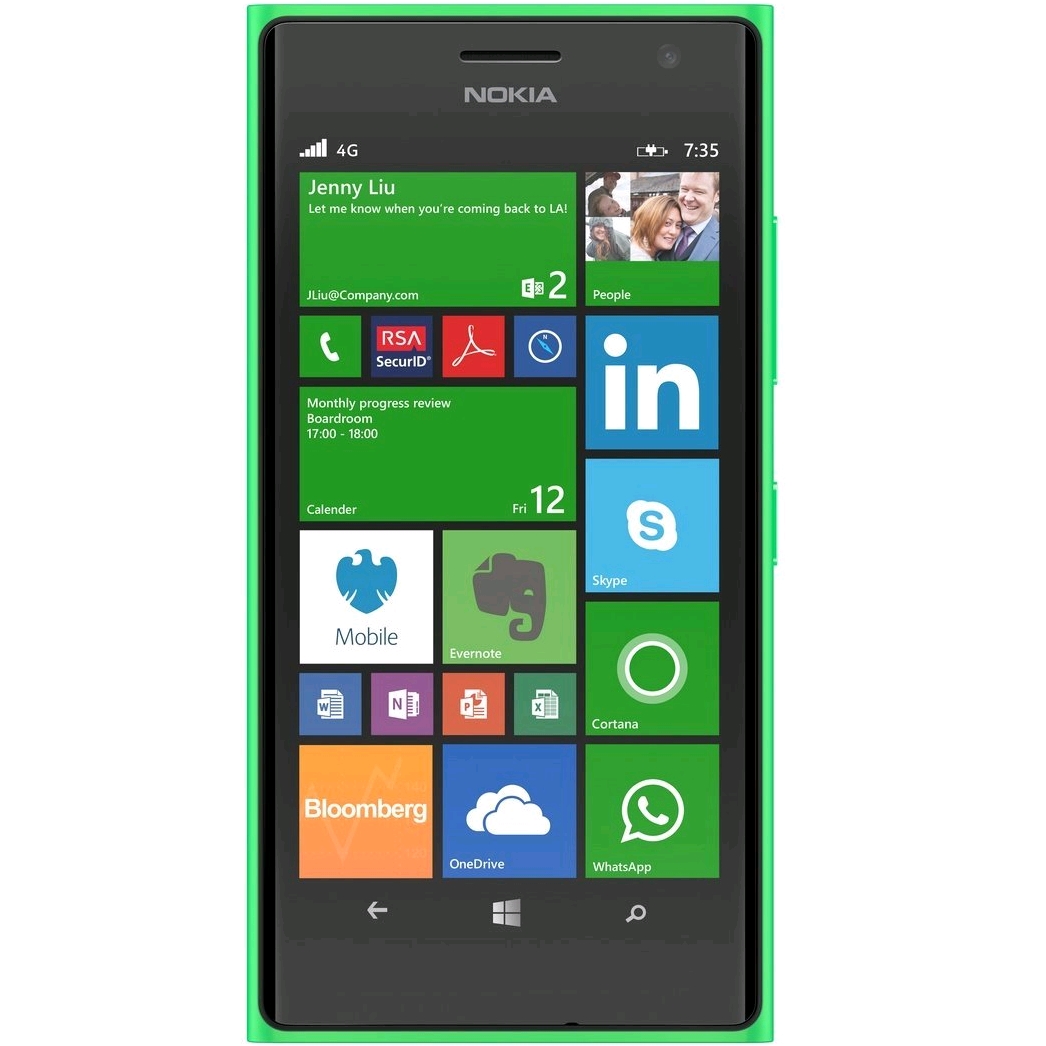 NOKIA
4G 7:35
Jenny Liu
Let me know when you're coming back to LA!
JLiu@Company.com
E 2
People
RSA
SecurID®
N
in
Monthly progress review
Boardroom
17:00 - 18:00
Calender
Fri 12
S
Skype
Mobile
Evernote
W
N
P
X
Cortana
Bloomberg
OneDrive
WhatsApp